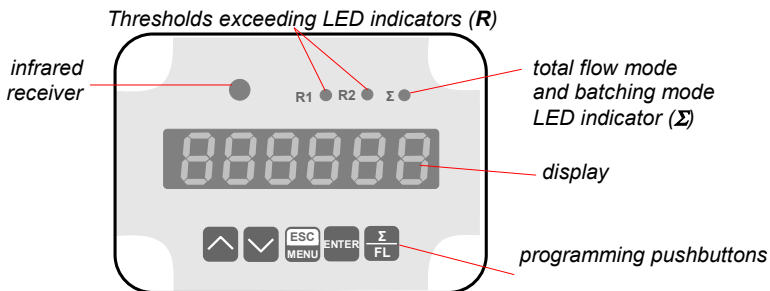 Thresholds exceeding LED indicators (R)
infrared
receiver
R1 R2 Σ
total flow mode
and batching mode
LED indicator (Σ)
888888
display
ESC
MENU
ENTER
Σ
FL
programming pushbuttons